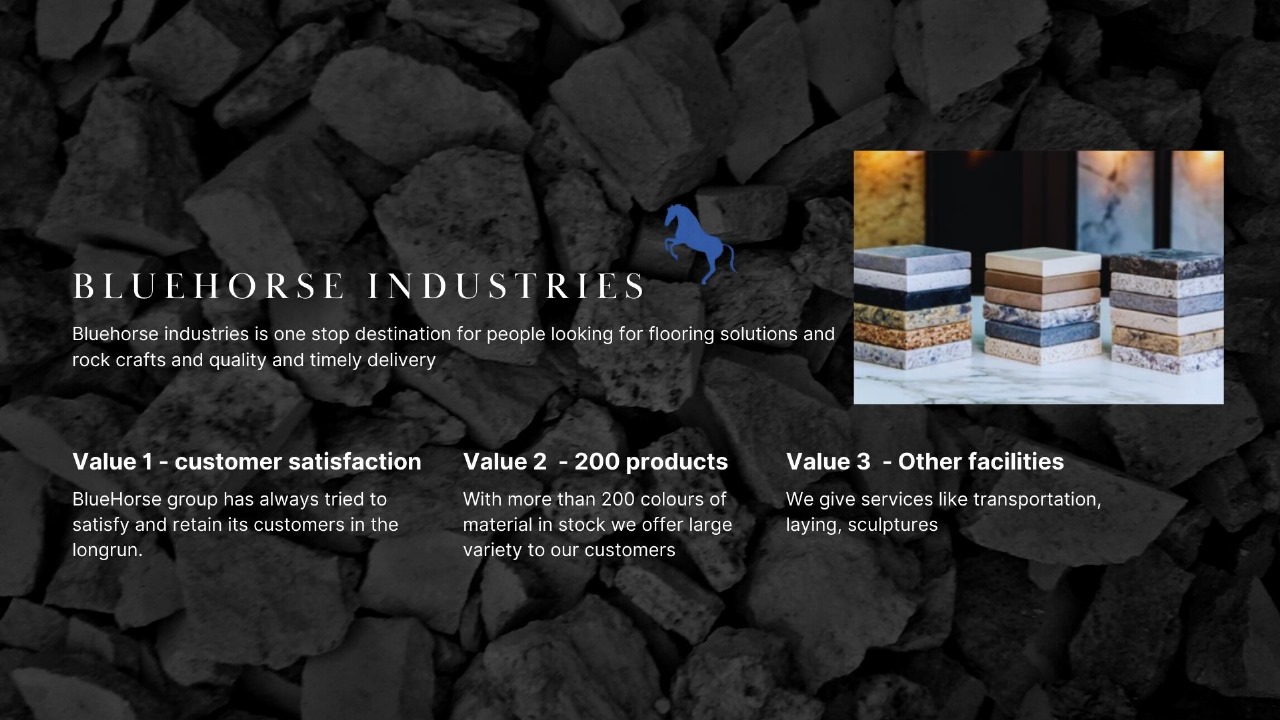 BLUEHORSE INDUSTRIES
Bluehorse industries is one stop destination for people looking for flooring solutions and
rock crafts and quality and timely delivery
Value 1 - customer satisfaction
BlueHorse group has always tried to
satisfy and retain its customers in the
longrun.
Value 2  - 200 products
With more than 200 colours of
material in stock we offer large
variety to our customers
Value 3  - Other facilities
We give services like transportation,
laying, sculptures